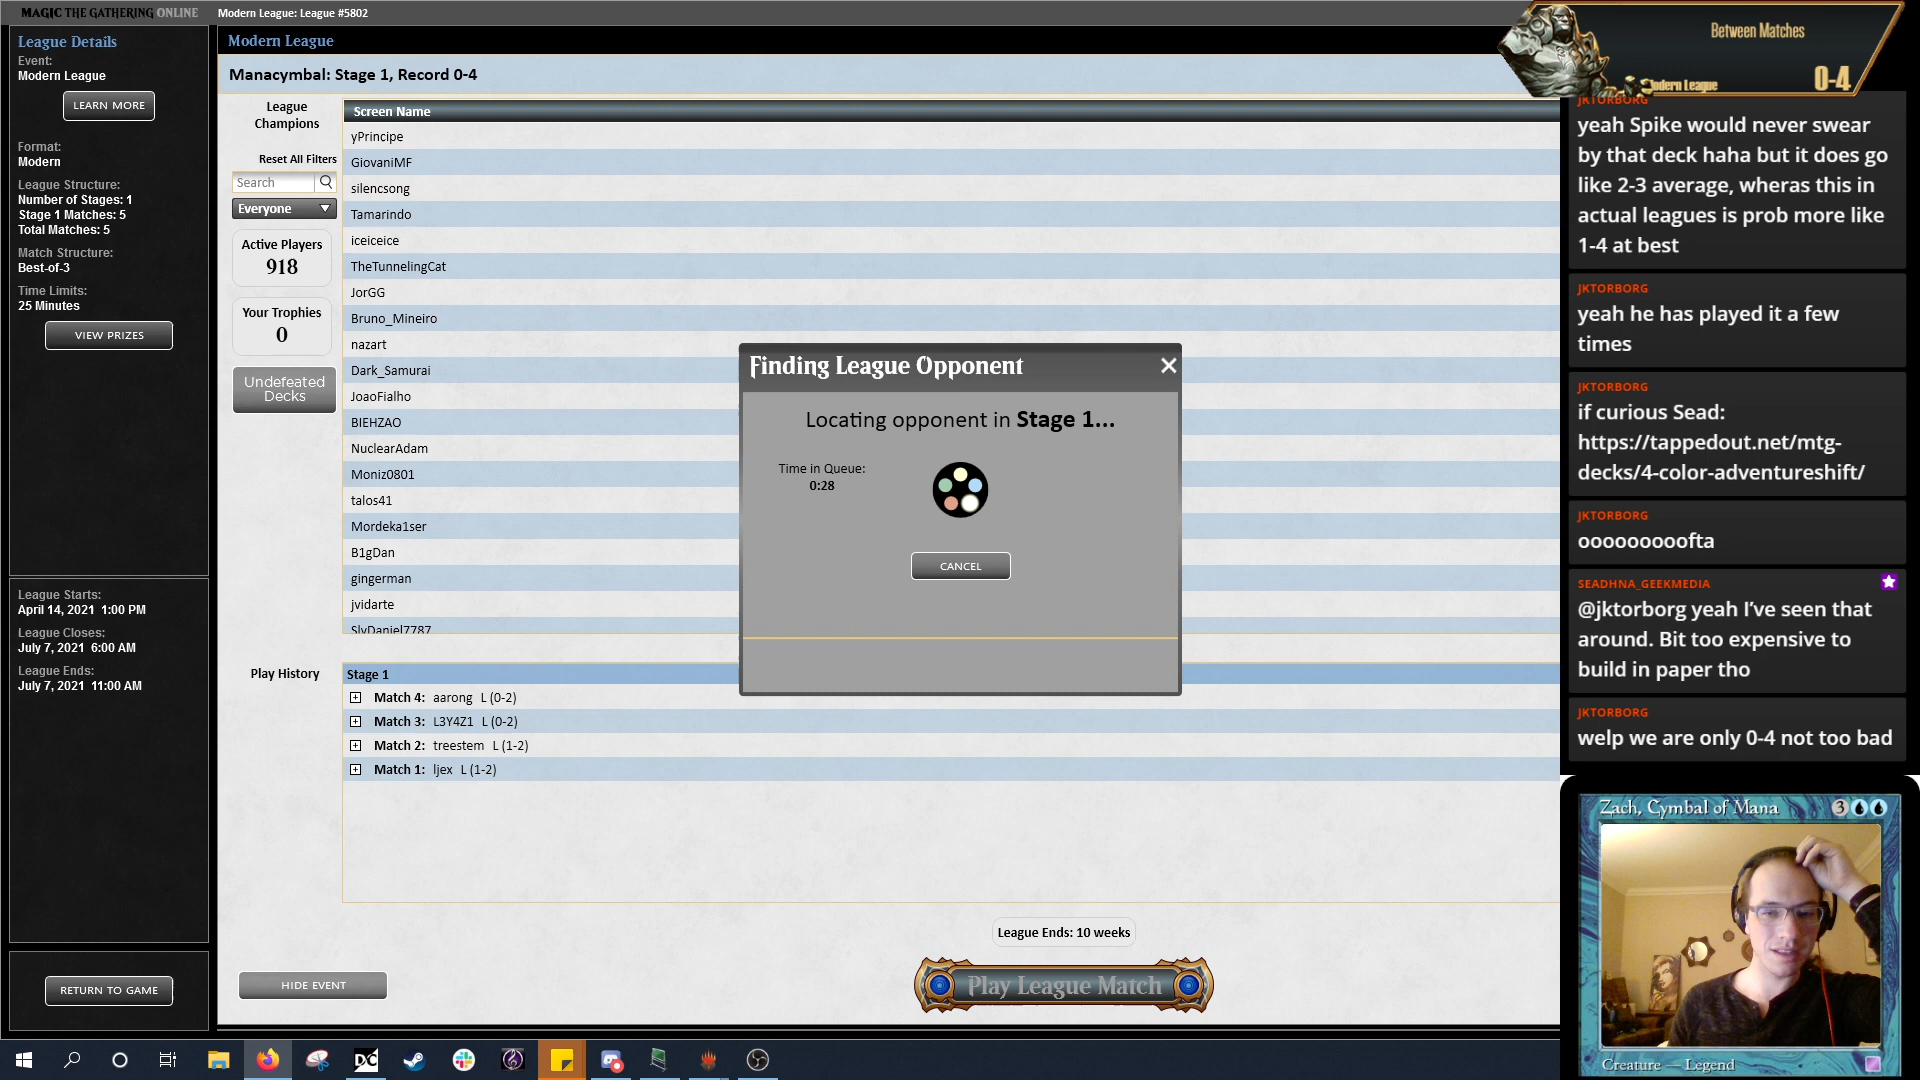 MAGIC THE GATHERING ONLINE
Modern League: League #5802
League Details
Event:
Modern League
LEARN MORE
Format:
Modern
League Structure:
Number of Stages: 1
Stage 1 Matches: 5
Total Matches: 5
Match Structure:
Best-of-3
Time Limits:
25 Minutes
VIEW PRIZES
League Starts:
April 14, 2021 1:00 PM
League Closes:
July 7, 2021 6:00 AM
League Ends:
July 7, 2021 11:00 AM
RETURN TO GAME
Modern League
Manacymbal: Stage 1, Record 0-4
League
Champions
Reset All Filters
Search
Everyone
Active Players
918
Your Trophies
0
Undefeated
Decks
Screen Name
yPrincipe
GiovaniMF
silencsong
Tamarindo
iceiceice
TheTunnelingCat
JorGG
Bruno_Mineiro
nazart
Dark_Samurai
JoaoFialho
BIEHZAO
NuclearAdam
Moniz0801
talos41
Mordeka1ser
B1gDan
gingerman
jvidarte
SlyDaniel7787
Finding League Opponent
Locating opponent in Stage 1...
Time in Queue:
0:28
CANCEL
Play History
Stage 1
Match 4: aarong L (0-2)
Match 3: L3Y4Z1 L (0-2)
Match 2: treestem L (1-2)
Match 1: ljex L (1-2)
League Ends: 10 weeks
HIDE EVENT
Play League Match
Between Matches
Modern League
0-4
JKTORBORG
yeah Spike would never swear
by that deck haha but it does go
like 2-3 average, wheras this in
actual leagues is prob more like
1-4 at best
JKTORBORG
yeah he has played it a few
times
JKTORBORG
if curious Sead:
https://tappedout.net/mtg-
decks/4-color-adventureshift/
JKTORBORG
ooooooooofta
SEADHNA_GEEKMEDIA
@jktorborg yeah I've seen that
around. Bit too expensive to
build in paper tho
JKTORBORG
welp we are only 0-4 not too bad
Zach, Cymbal of Mana 3
Creature — Legend
DC